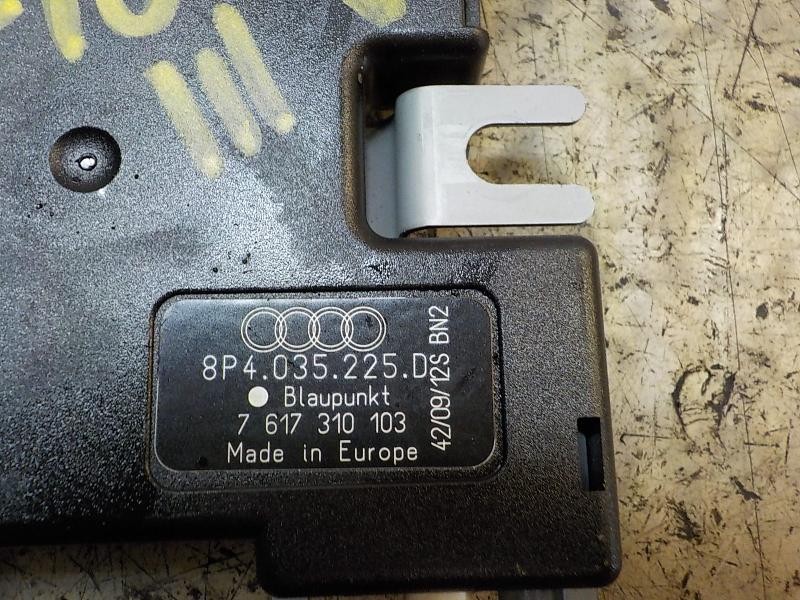 8P4.035.225.D
Blaupunkt
7 617 310 103
Made in Europe
42/09/12S BN2